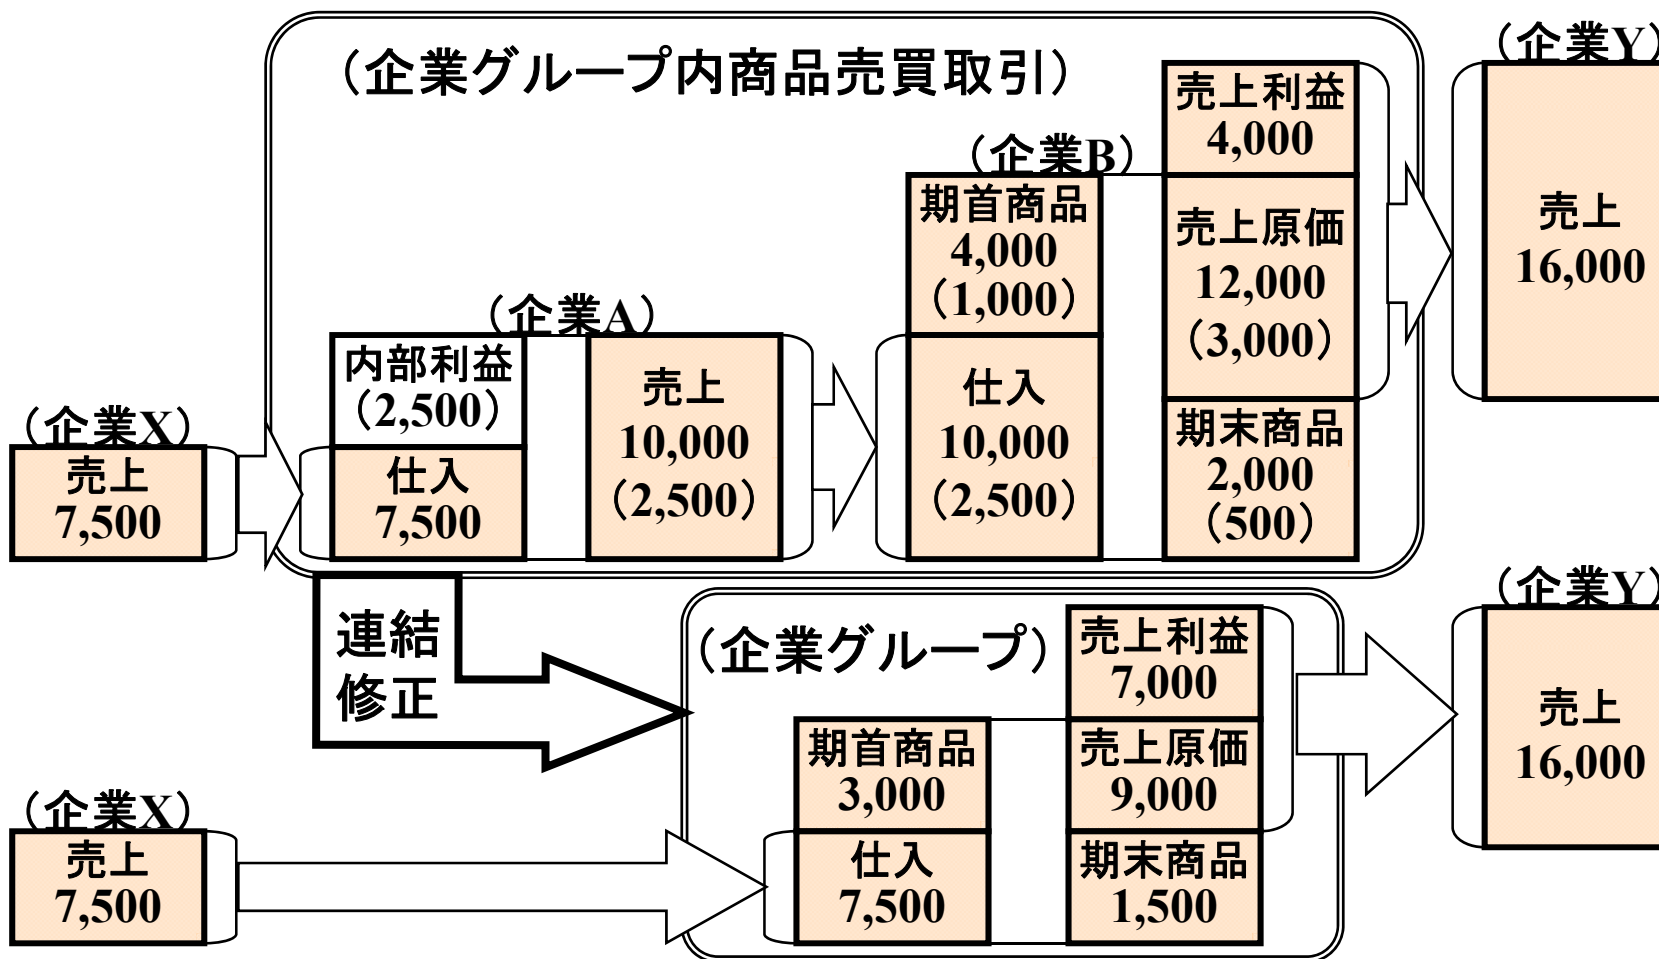 （企業グループ内商品売買取引）
（企業X）
売上
7,500
（企業A）
内部利益
（2,500）
仕入
7,500
売上
10,000
（2,500）
（企業B）
期首商品
4,000
（1,000）
仕入
10,000
（2,500）
売上利益
4,000
売上原価
12,000
（3,000）
期末商品
2,000
（500）
（企業Y）
売上
16,000
連結
修正
（企業グループ）
（企業X）
売上
7,500
期首商品
3,000
仕入
7,500
売上利益
7,000
売上原価
9,000
期末商品
1,500
（企業Y）
売上
16,000